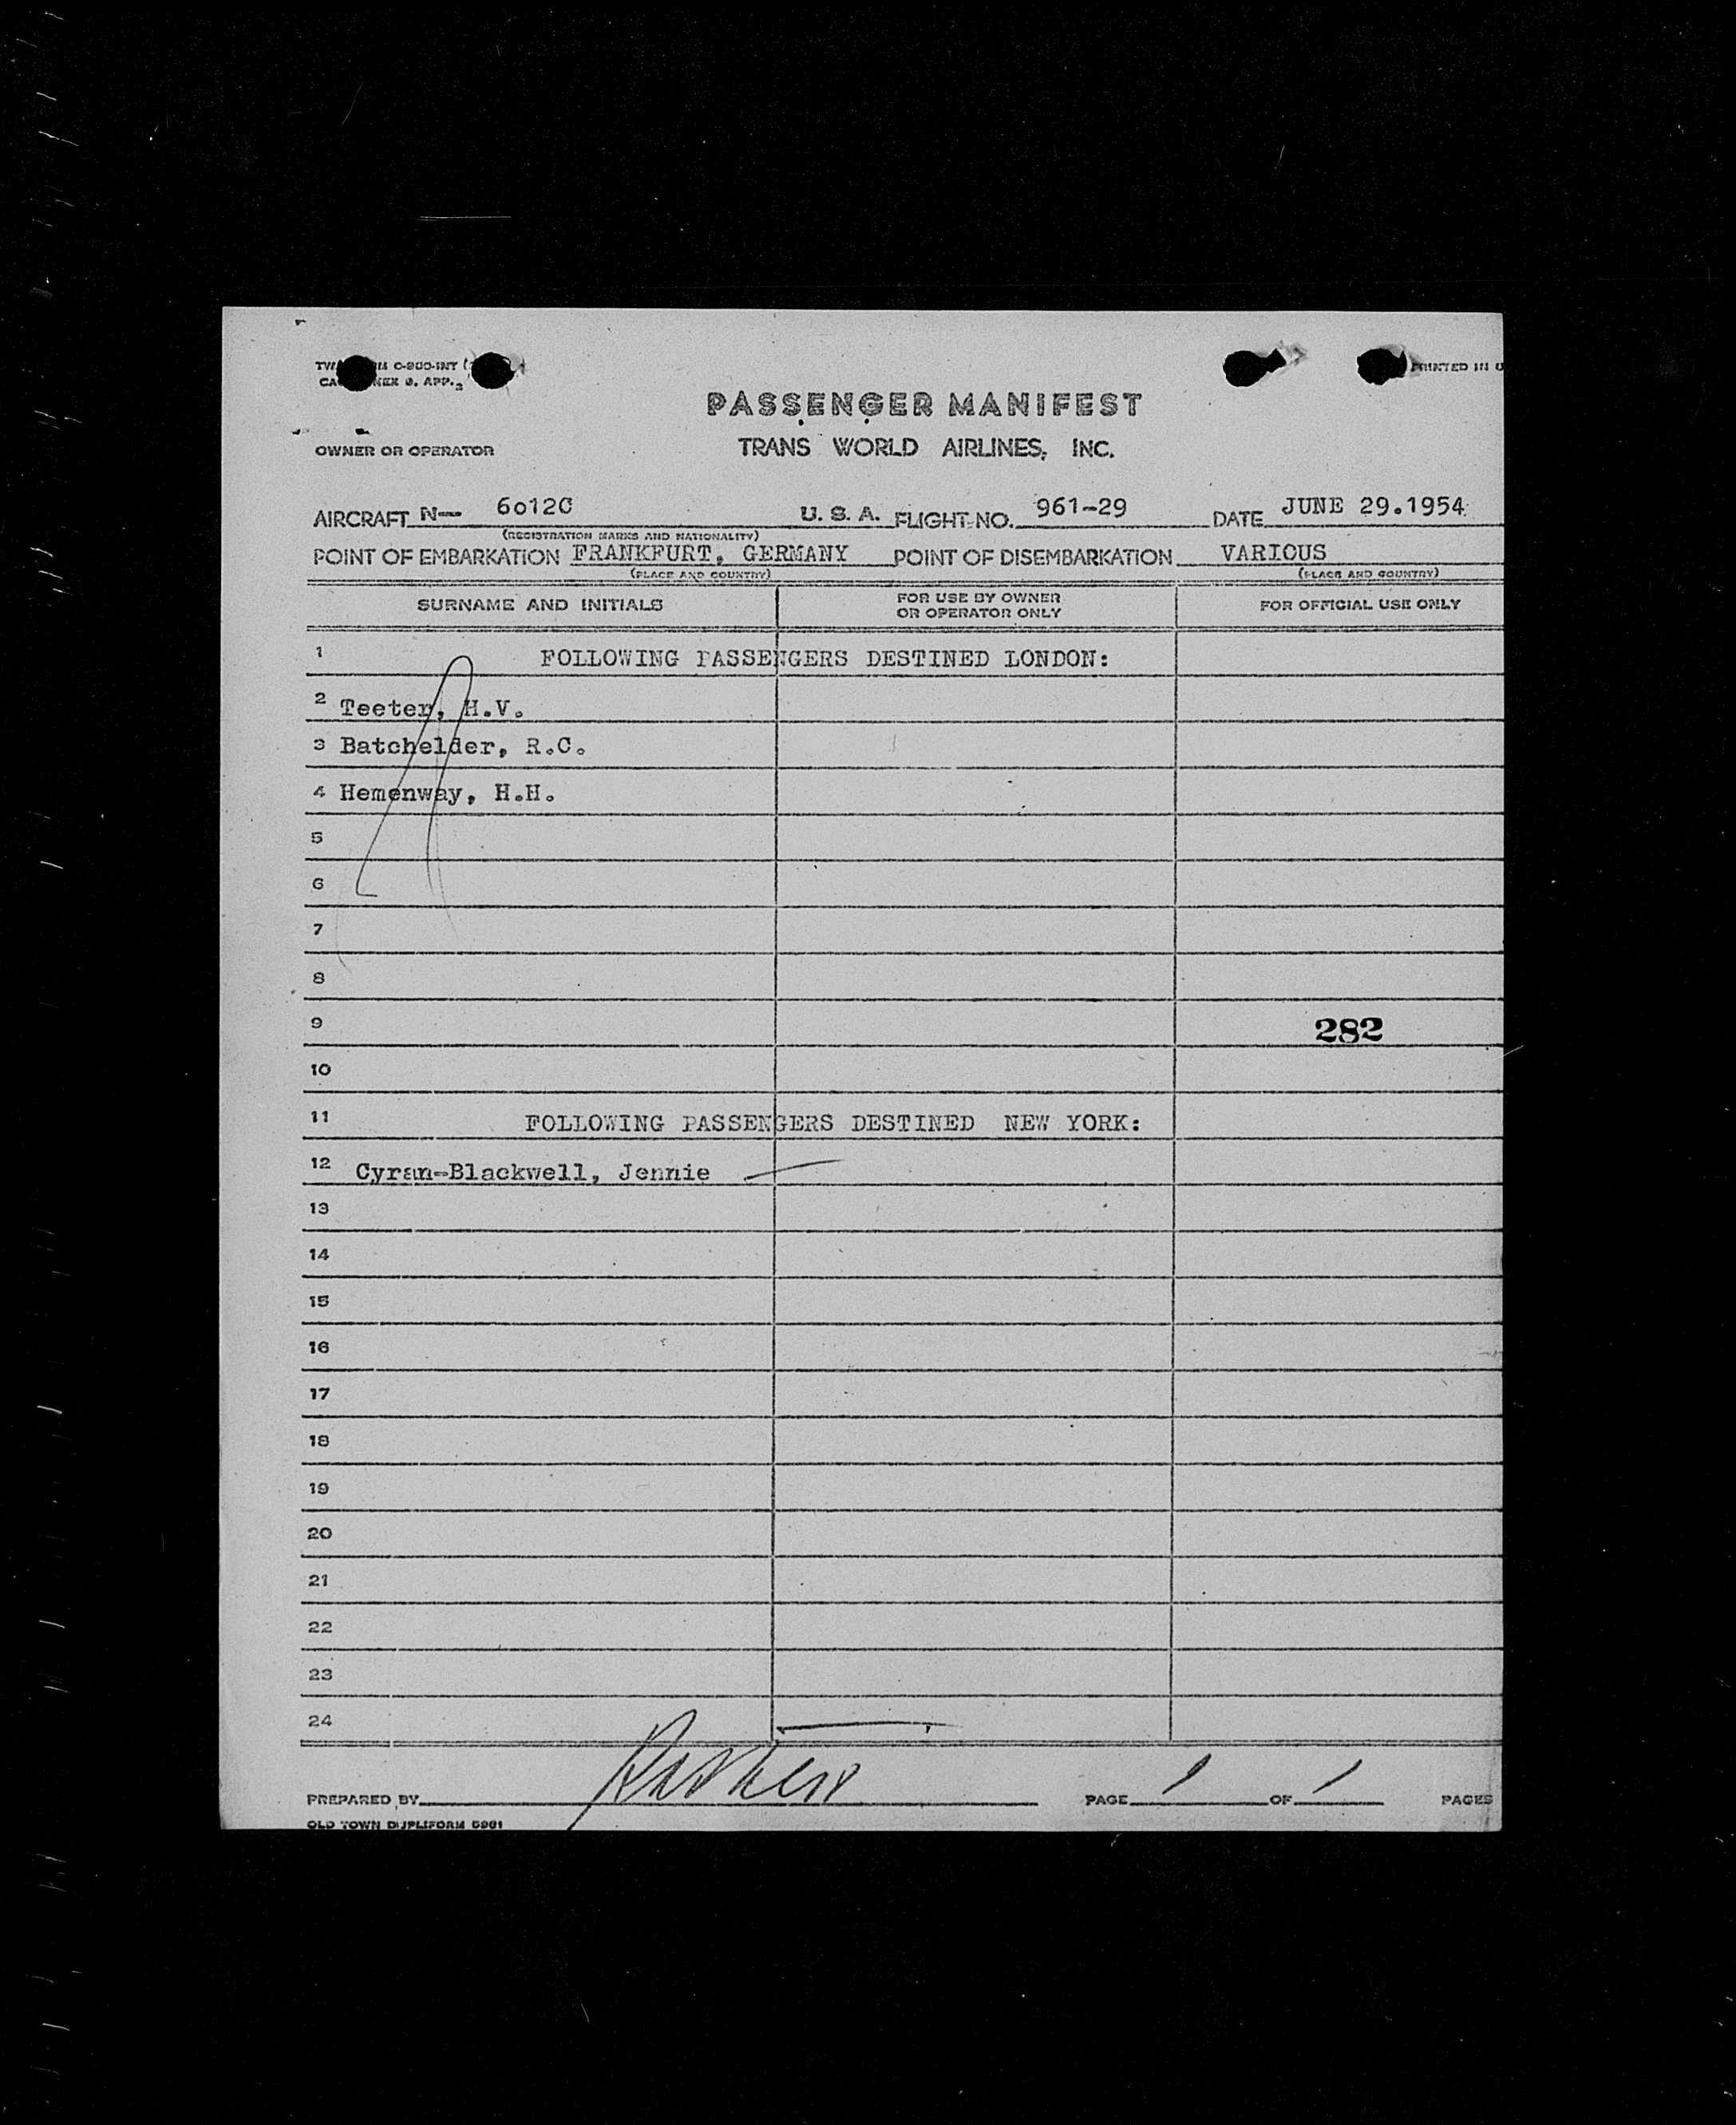 PRINTED IN U
PASSENGER MANIFEST
OWNER OR OPERATOR TRANS WORLD AIRLINES, INC.
AIRCRAFT N— 6012C U. S. A. FLIGHT NO. 961-29 DATE JUNE 29.1954
(REGISTRATION MARKS AND NATIONALITY)
POINT OF EMBARKATION FRANKFURT, GERMANY POINT OF DISEMBARKATION VARIOUS
(PLACE AND COUNTRY) (PLACE AND COUNTRY)
SURNAME AND INITIALS FOR USE BY OWNER OR OPERATOR ONLY FOR OFFICIAL USE ONLY
1 FOLLOWING PASSENGERS DESTINED LONDON:
2 Teeter, H.V.
3 Batchelder, R.C.
4 Hemenway, H.H.
5
6
7
8
9 282
10
11 FOLLOWING PASSENGERS DESTINED NEW YORK:
12 Cyran-Blackwell, Jennie
13
14
15
16
17
18
19
20
21
22
23
24
PREPARED BY PAGE 1 OF 1 PAGES
OLD TOWN DUPLIFORM 5961